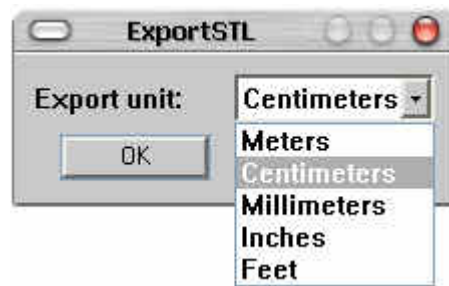 ExportSTL
Export unit: Centimeters
OK
Meters
Centimeters
Millimeters
Inches
Feet